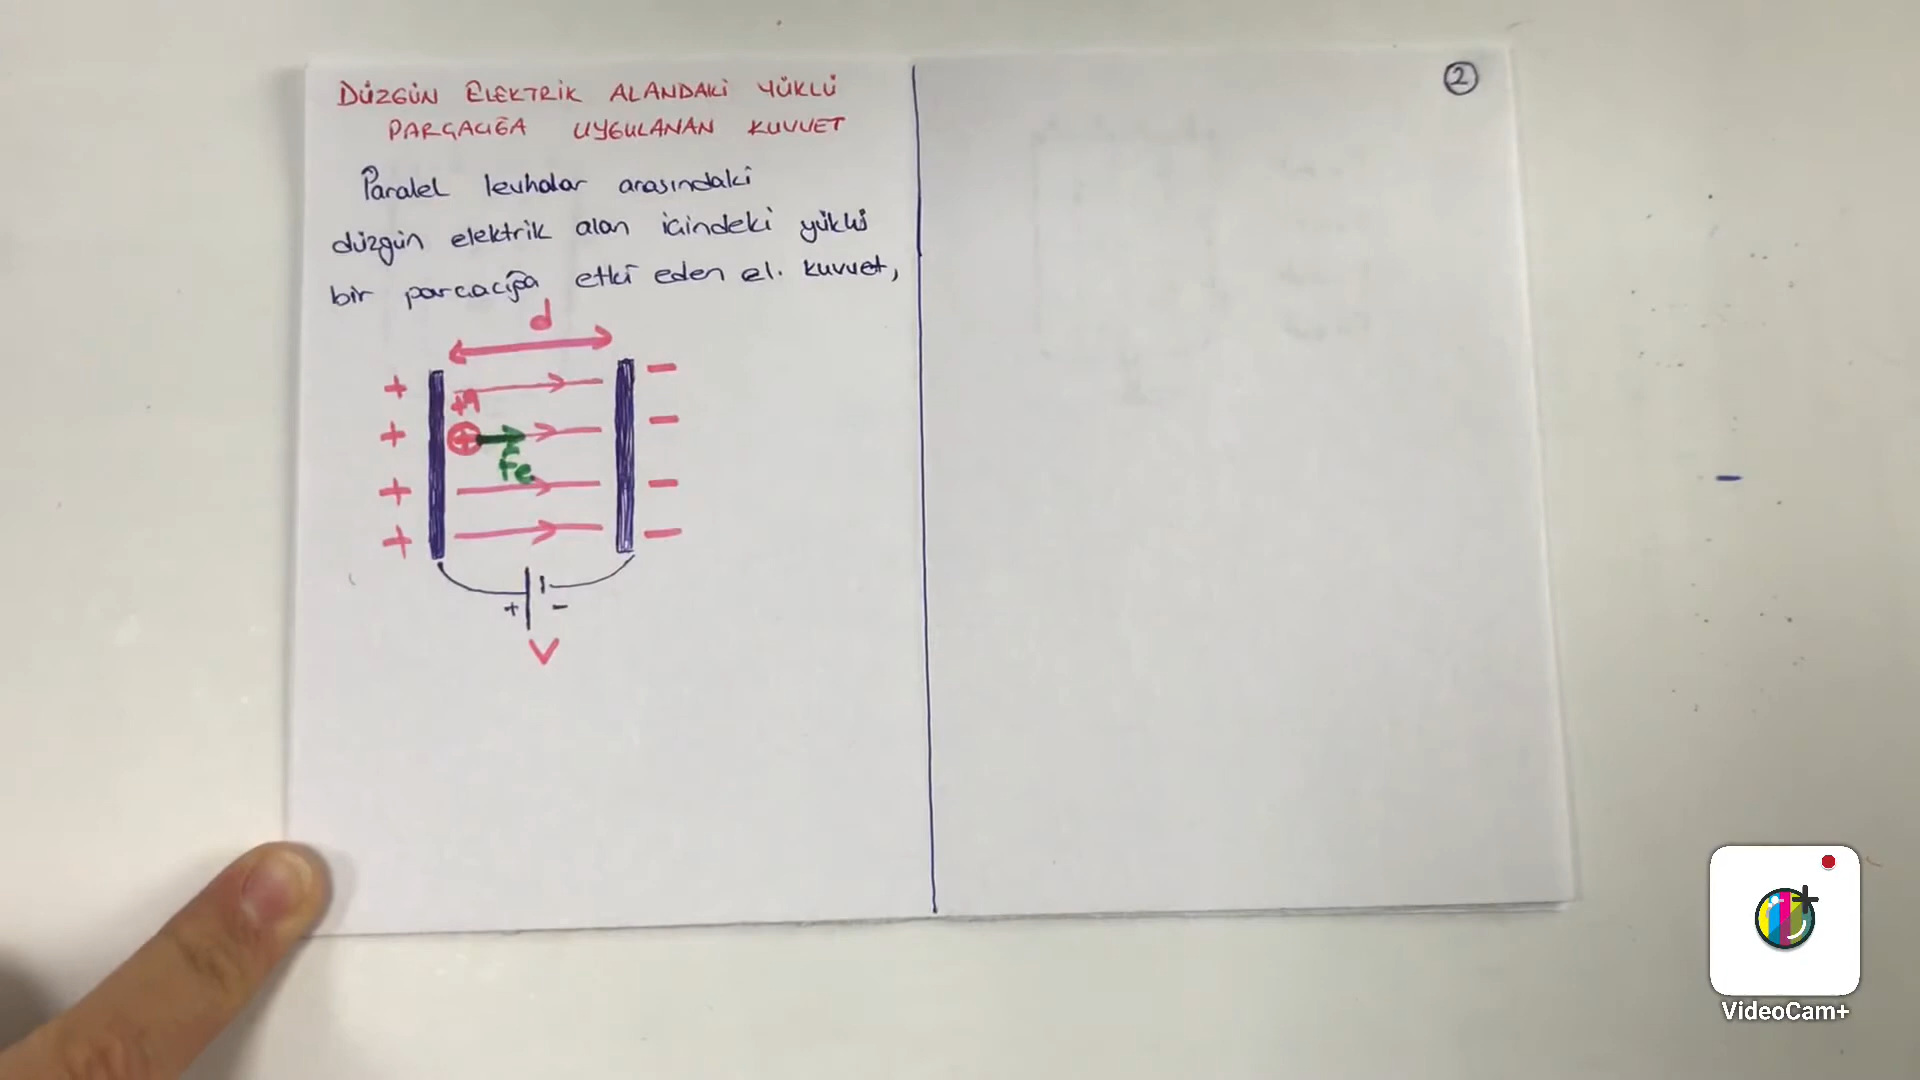 DÜZGÜN ELEKTRİK ALANDAKİ YÜKLÜ
PARÇACIĞA UYGULANAN KUVVET
2
Paralel levhalar arasındaki
düzgün elektrik alan içindeki yüklü
bir parçacığa etki eden el. kuvvet,
d
+ -
+q
+ + -
Fe
+ -
+ -
+ -
V
VideoCam+